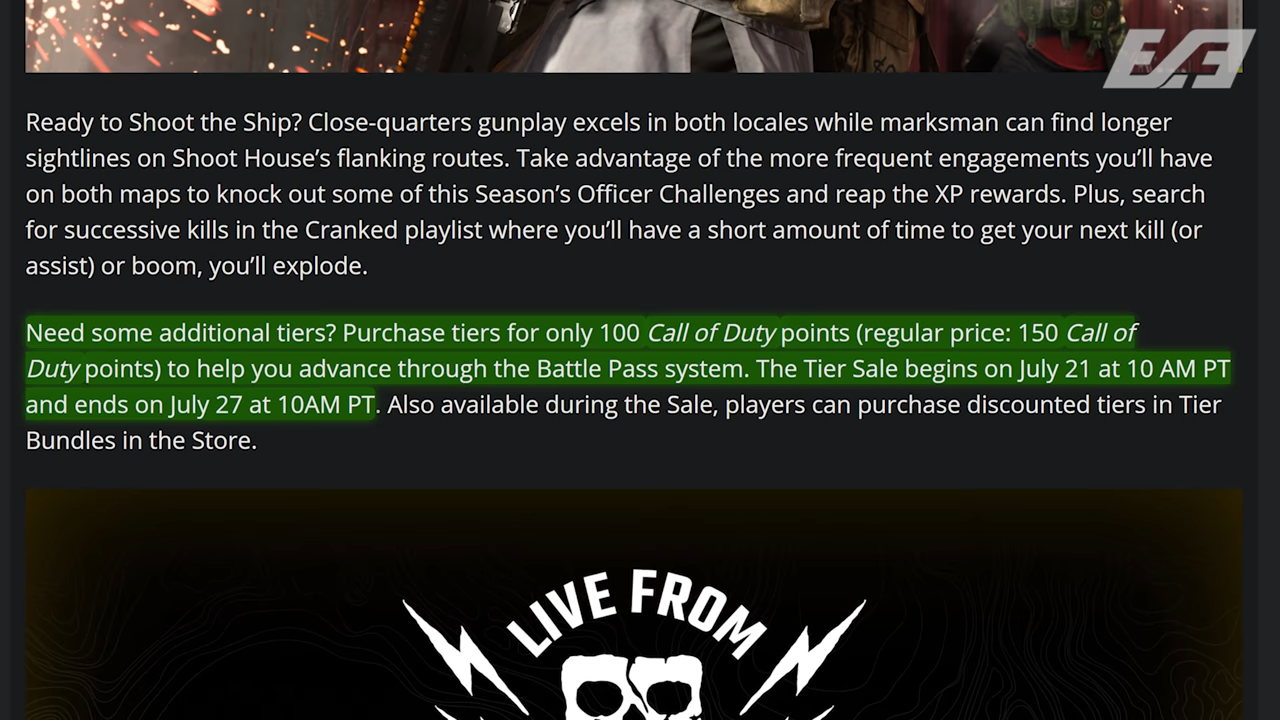 Ready to Shoot the Ship? Close-quarters gunplay excels in both locales while marksman can find longer
sightlines on Shoot House’s flanking routes. Take advantage of the more frequent engagements you’ll have
on both maps to knock out some of this Season’s Officer Challenges and reap the XP rewards. Plus, search
for successive kills in the Cranked playlist where you’ll have a short amount of time to get your next kill (or
assist) or boom, you’ll explode.
Need some additional tiers? Purchase tiers for only 100 Call of Duty points (regular price: 150 Call of
Duty points) to help you advance through the Battle Pass system. The Tier Sale begins on July 21 at 10 AM PT
and ends on July 27 at 10AM PT. Also available during the Sale, players can purchase discounted tiers in Tier
Bundles in the Store.
LIVE FROM